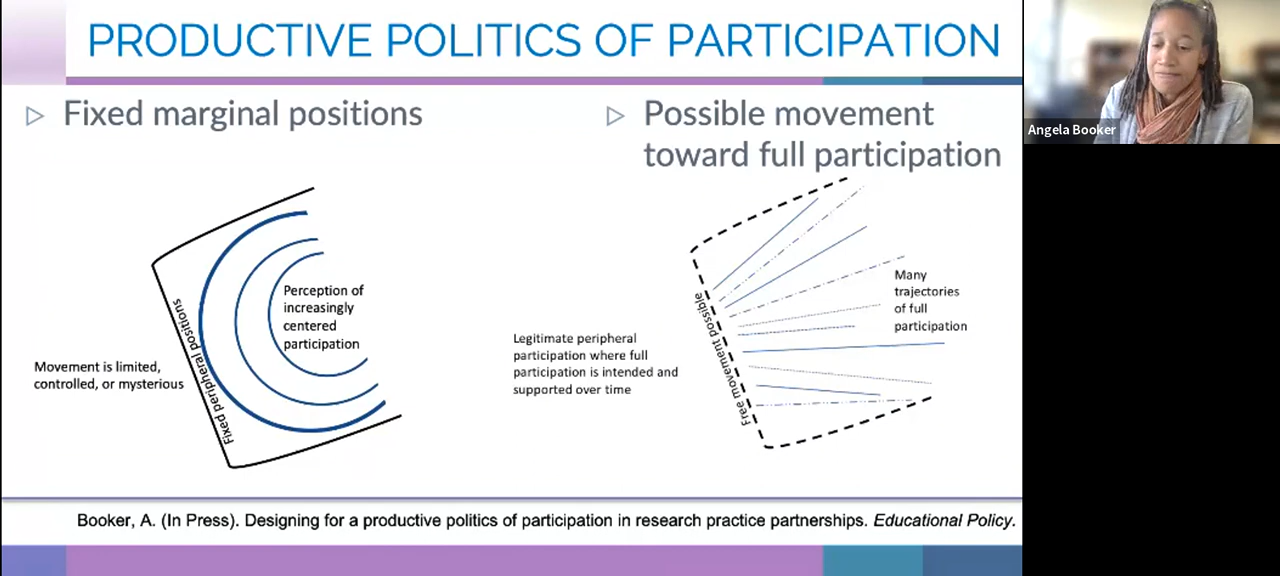 PRODUCTIVE POLITICS OF PARTICIPATION
Fixed marginal positions
Perception of
increasingly
centered
participation
Fixed peripheral positions
Movement is limited,
controlled, or mysterious
Possible movement
toward full participation
Many
trajectories
of full
participation
Free movement possible
Legitimate peripheral
participation where full
participation is intended and
supported over time
Booker, A. (In Press). Designing for a productive politics of participation in research practice partnerships. Educational Policy.
Angela Booker